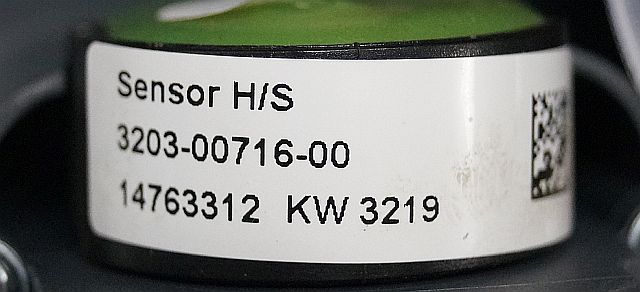 Sensor H/S
3203-00716-00
14763312 KW 3219